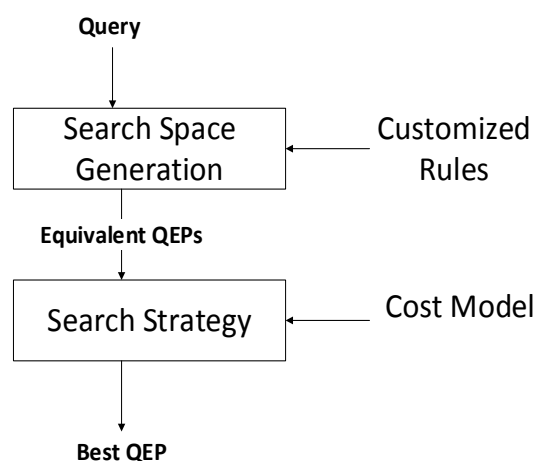 Query
Search Space
Generation
Customized
Rules
Equivalent QEPs
Search Strategy
Cost Model
Best QEP